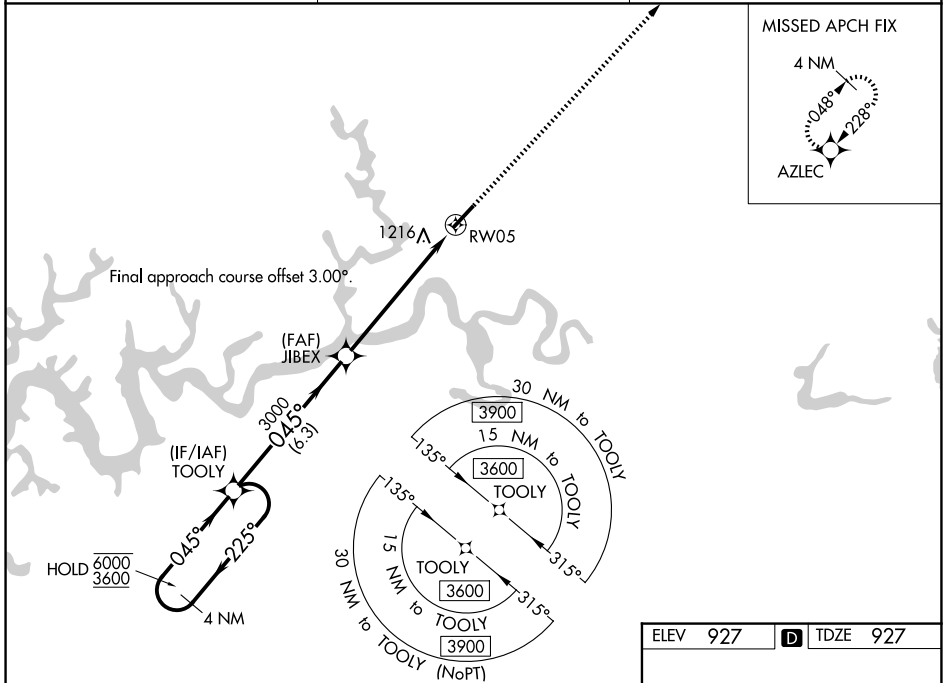 MISSED APCH FIX
4 NM
048°
228°
AZLEC
1216
RW05
Final approach course offset 3.00°.
(FAF)
JIBEX
3000
045°
(6.3)
(IF/IAF)
TOOLY
045°
225°
HOLD 6000
3600
4 NM
30 NM to TOOLY
3900
15 NM to TOOLY
135°
3600
TOOLY
315°
135°
TOOLY
3600
315°
15 NM to TOOLY
3900
30 NM to TOOLY (NoPT)
ELEV 927 D TDZE 927